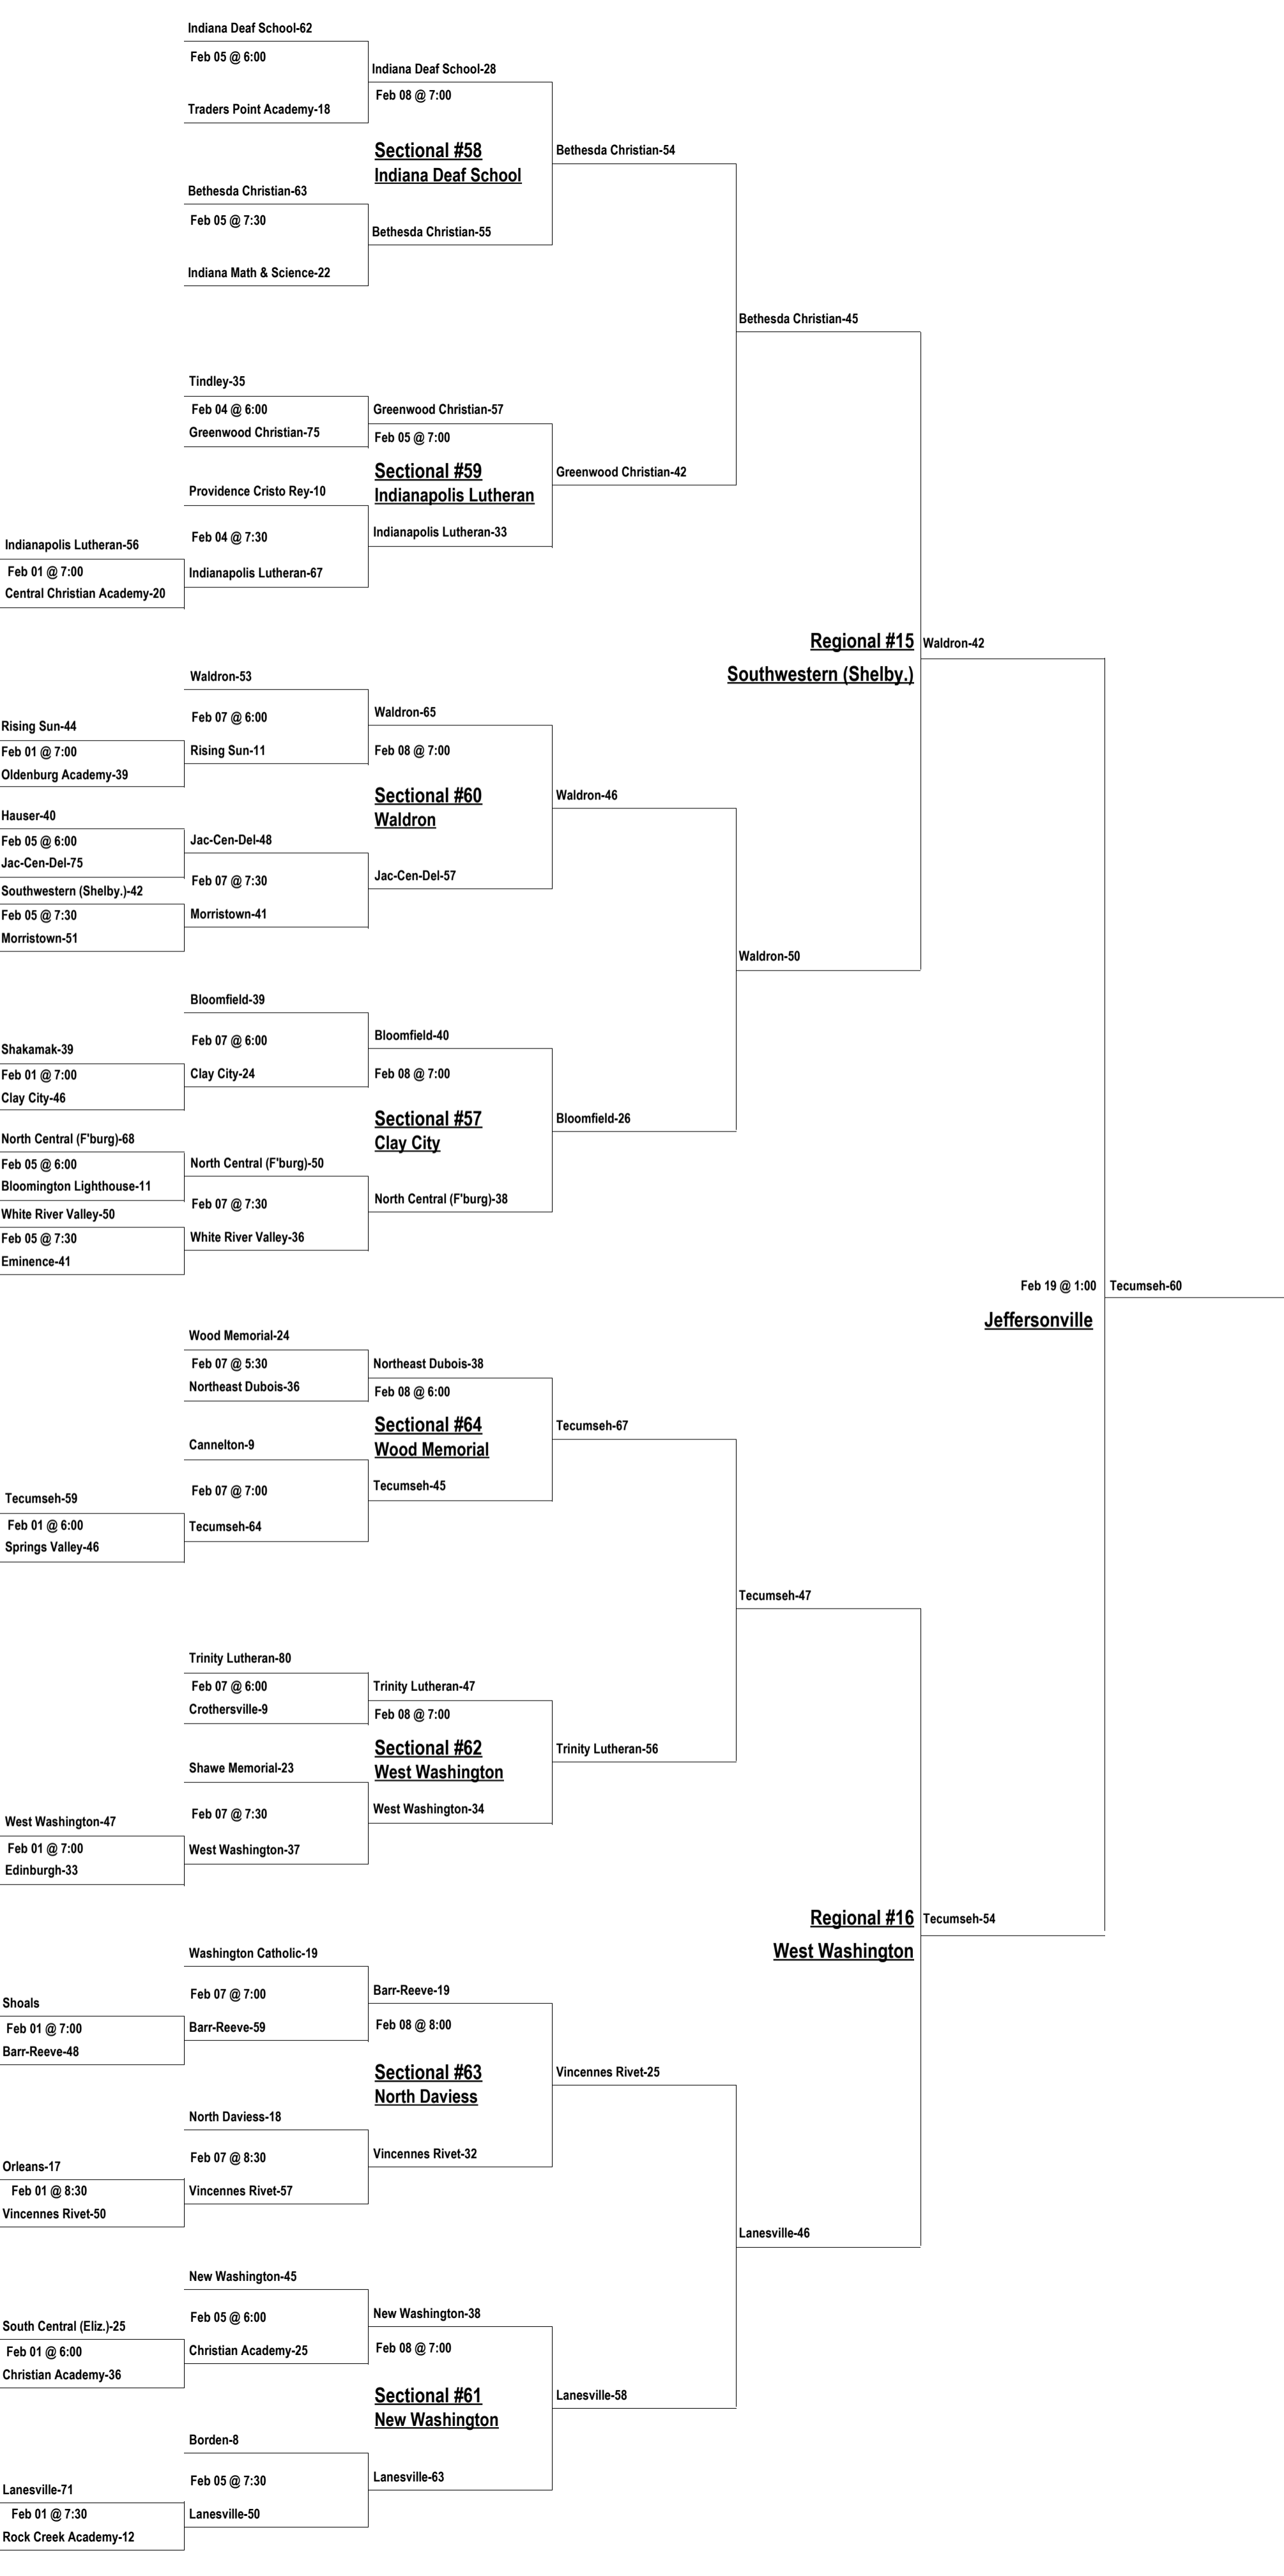 Indiana Deaf School-62
Feb 05 @ 6:00
Indiana Deaf School-28
Feb 08 @ 7:00
Traders Point Academy-18
Sectional #58
Indiana Deaf School
Bethesda Christian-54
Bethesda Christian-63
Feb 05 @ 7:30
Bethesda Christian-55
Indiana Math & Science-22
Bethesda Christian-45
Tindley-35
Feb 04 @ 6:00
Greenwood Christian-57
Greenwood Christian-75
Feb 05 @ 7:00
Sectional #59
Indianapolis Lutheran
Greenwood Christian-42
Providence Cristo Rey-10
Feb 04 @ 7:30
Indianapolis Lutheran-33
Indianapolis Lutheran-56
Feb 01 @ 7:00
Indianapolis Lutheran-67
Central Christian Academy-20
Regional #15
Southwestern (Shelby.)
Waldron-42
Waldron-53
Feb 07 @ 6:00
Waldron-65
Rising Sun-44
Feb 01 @ 7:00
Rising Sun-11
Feb 08 @ 7:00
Oldenburg Academy-39
Sectional #60
Waldron
Waldron-46
Hauser-40
Feb 05 @ 6:00
Jac-Cen-Del-48
Jac-Cen-Del-75
Feb 07 @ 7:30
Jac-Cen-Del-57
Southwestern (Shelby.)-42
Feb 05 @ 7:30
Morristown-41
Morristown-51
Waldron-50
Bloomfield-39
Feb 07 @ 6:00
Bloomfield-40
Shakamak-39
Feb 01 @ 7:00
Clay City-24
Feb 08 @ 7:00
Clay City-46
Sectional #57
Clay City
Bloomfield-26
North Central (F'burg)-68
Feb 05 @ 6:00
North Central (F'burg)-50
Bloomington Lighthouse-11
Feb 07 @ 7:30
North Central (F'burg)-38
White River Valley-50
Feb 05 @ 7:30
White River Valley-36
Eminence-41
Feb 19 @ 1:00
Tecumseh-60
Jeffersonville
Wood Memorial-24
Feb 07 @ 5:30
Northeast Dubois-38
Northeast Dubois-36
Feb 08 @ 6:00
Sectional #64
Wood Memorial
Tecumseh-67
Cannelton-9
Feb 07 @ 7:00
Tecumseh-45
Tecumseh-59
Feb 01 @ 6:00
Tecumseh-64
Springs Valley-46
Tecumseh-47
Trinity Lutheran-80
Feb 07 @ 6:00
Trinity Lutheran-47
Crothersville-9
Feb 08 @ 7:00
Sectional #62
West Washington
Trinity Lutheran-56
Shawe Memorial-23
Feb 07 @ 7:30
West Washington-34
West Washington-47
Feb 01 @ 7:00
West Washington-37
Edinburgh-33
Regional #16
West Washington
Tecumseh-54
Washington Catholic-19
Feb 07 @ 7:00
Barr-Reeve-19
Shoals
Feb 01 @ 7:00
Barr-Reeve-59
Feb 08 @ 8:00
Barr-Reeve-48
Sectional #63
North Daviess
Vincennes Rivet-25
North Daviess-18
Feb 07 @ 8:30
Vincennes Rivet-32
Orleans-17
Feb 01 @ 8:30
Vincennes Rivet-57
Vincennes Rivet-50
Lanesville-46
New Washington-45
Feb 05 @ 6:00
New Washington-38
South Central (Eliz.)-25
Feb 01 @ 6:00
Christian Academy-25
Feb 08 @ 7:00
Christian Academy-36
Sectional #61
New Washington
Lanesville-58
Borden-8
Feb 05 @ 7:30
Lanesville-63
Lanesville-71
Feb 01 @ 7:30
Lanesville-50
Rock Creek Academy-12